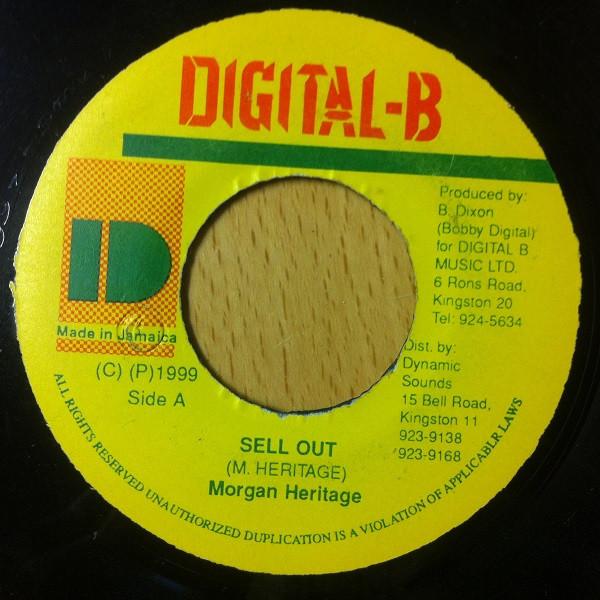 DIGITAL-B
D
Made in Jamaica
(C) (P)1999
Side A
Produced by:
B. Dixon
(Bobby Digital)
for DIGITAL B
MUSIC LTD.
6 Rons Road,
Kingston 20
Tel: 924-5634
Dist. by:
Dynamic
Sounds
15 Bell Road,
Kingston 11
923-9138
923-9168
SELL OUT
(M. HERITAGE)
Morgan Heritage
ALL RIGHTS RESERVED UNAUTHORIZED DUPLICATION IS A VIOLATION OF APPLICABLR LAWS